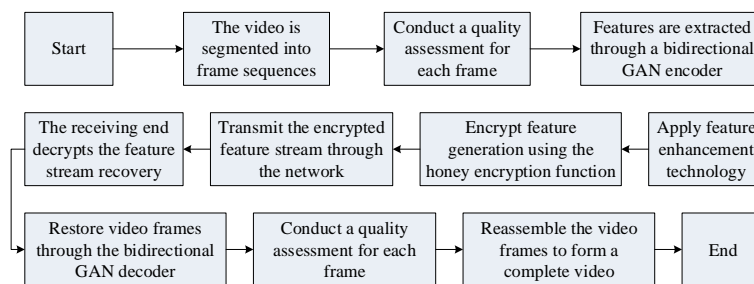 Start
The video is
segmented into
frame sequences
Conduct a quality
assessment for
each frame
Features are extracted
through a bidirectional
GAN encoder
Apply feature
enhancement
technology
Encrypt feature
generation using the
honey encryption function
Transmit the encrypted
feature stream through
the network
The receiving end
decrypts the feature
stream recovery
Restore video frames
through the bidirectional
GAN decoder
Conduct a quality
assessment for each
frame
Reassemble the video
frames to form a
complete video
End